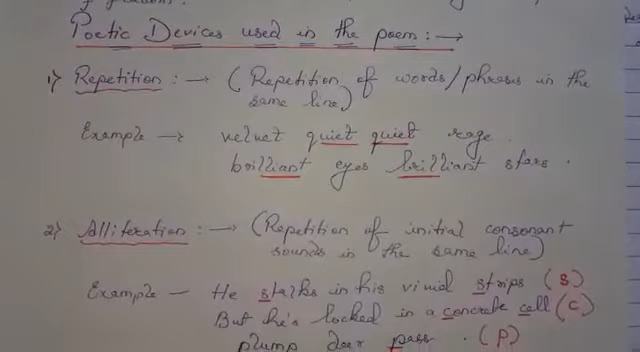 Poetic Devices used in the poem : →
1) Repetition : → (Repetition of words/phrases in the
same line)
Example → velvet quiet quiet rage.
brilliant eyes brilliant stars.
2) Alliteration : → (Repetition of initial consonant
sounds in the same line)
Example – He stalks in his vivid strips (S)
But he's locked in a concrete cell (C)
plump deer pass. (P)